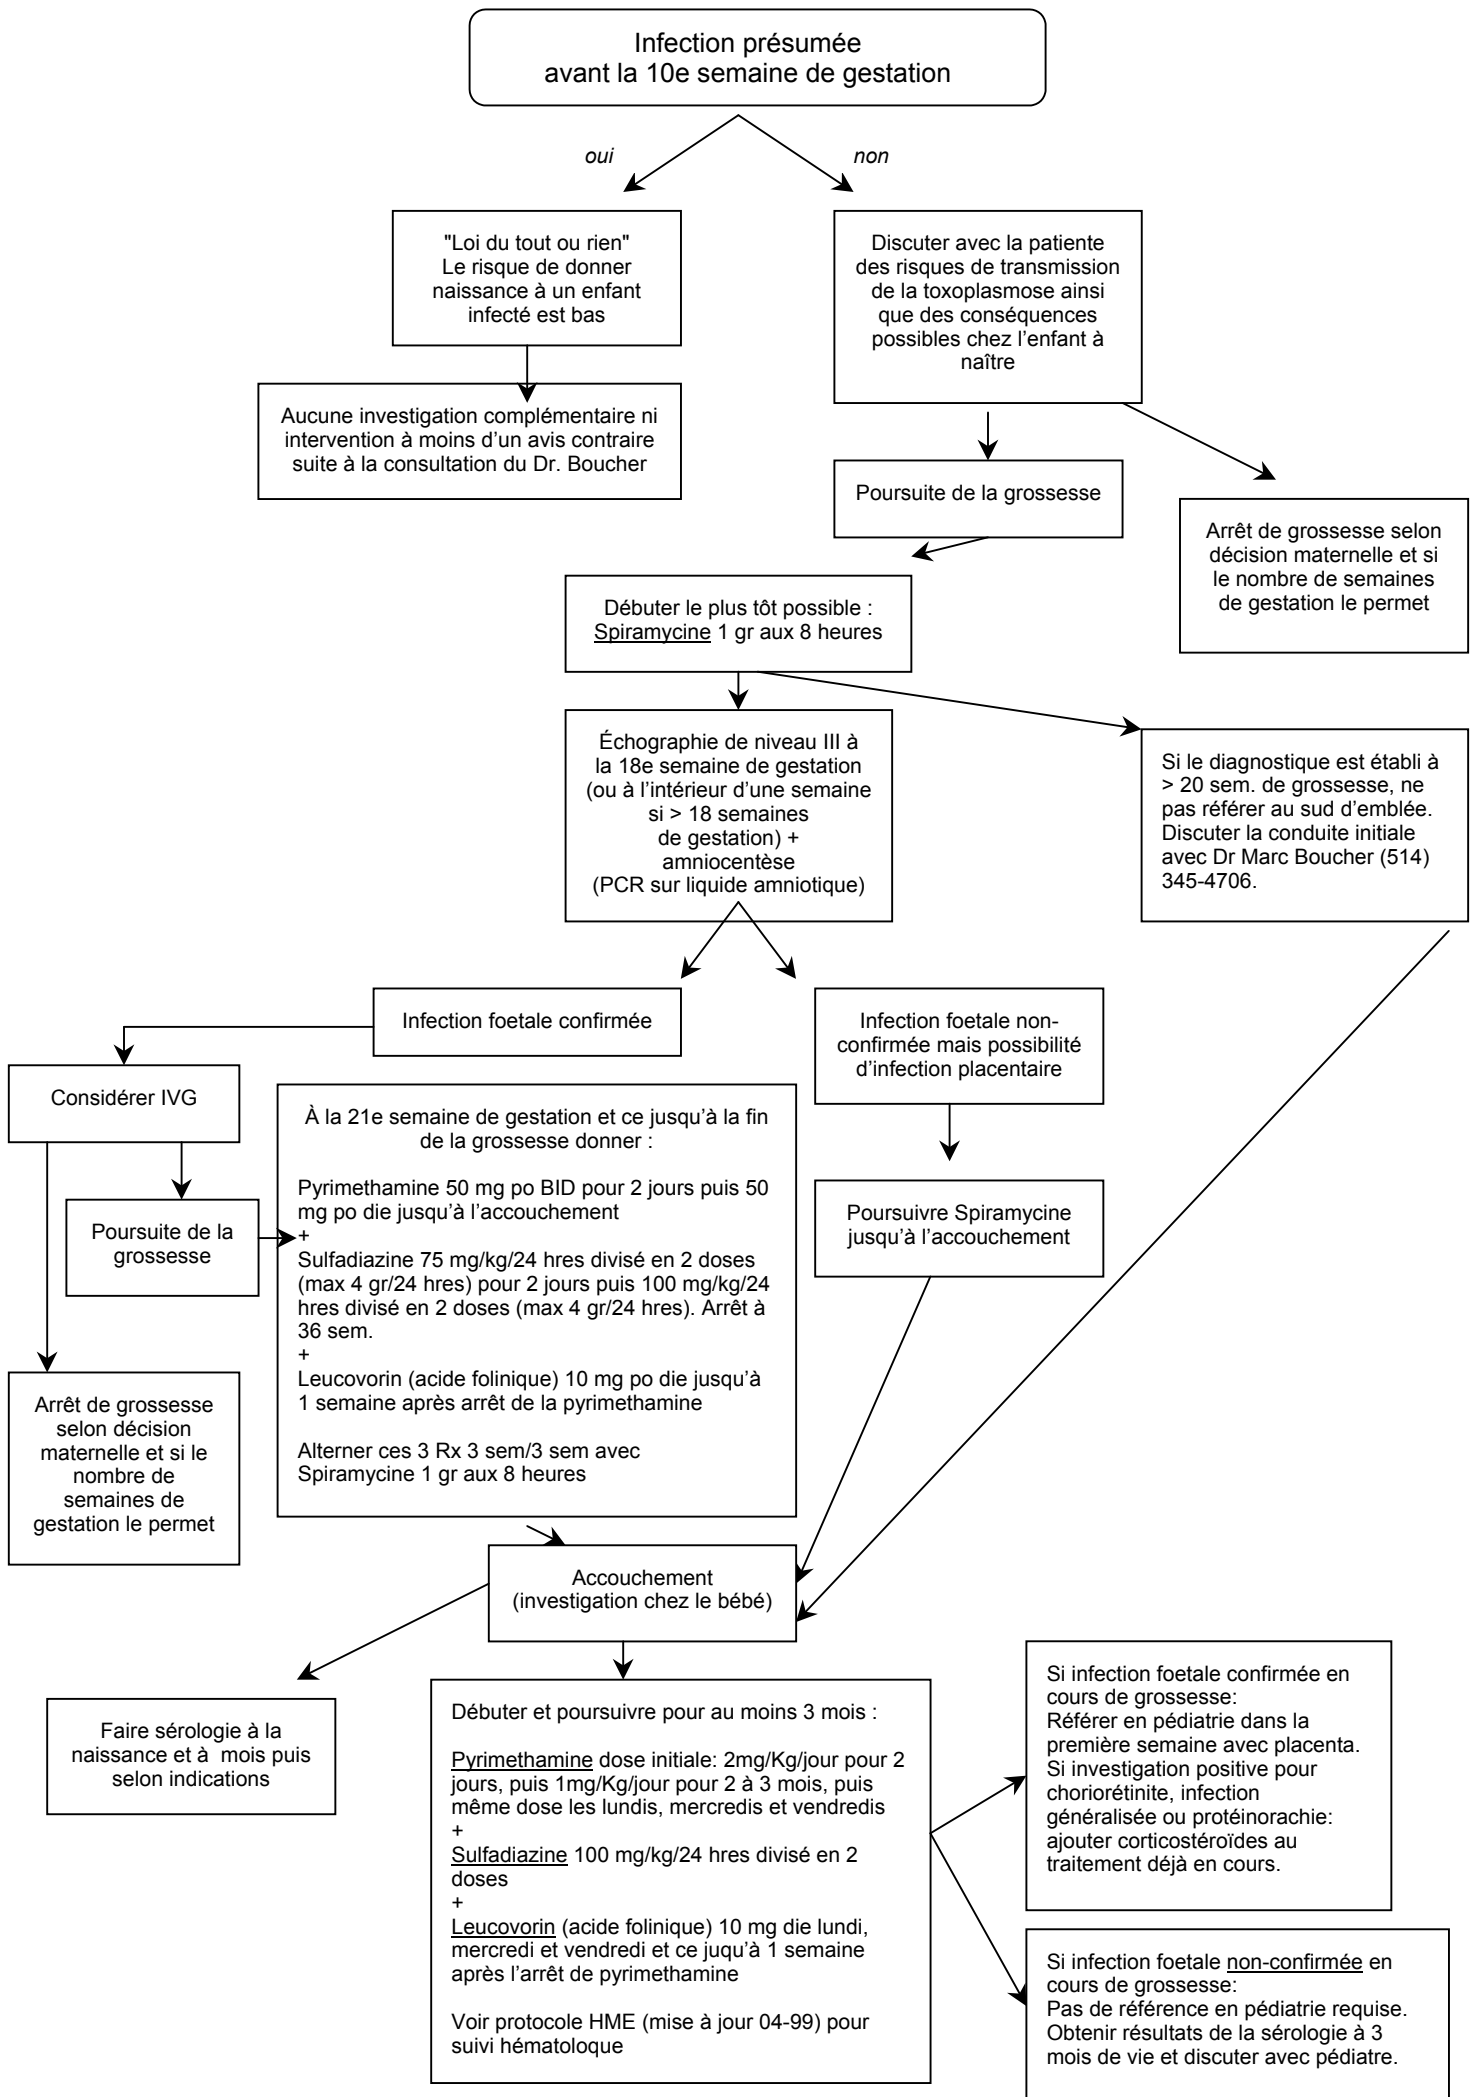 Infection présumée
avant la 10e semaine de gestation
oui
non
"Loi du tout ou rien"
Le risque de donner
naissance à un enfant
infecté est bas
Discuter avec la patiente
des risques de transmission
de la toxoplasmose ainsi
que des conséquences
possibles chez l’enfant à
naître
Aucune investigation complémentaire ni
intervention à moins d’un avis contraire
suite à la consultation du Dr. Boucher
Poursuite de la grossesse
Arrêt de grossesse selon
décision maternelle et si
le nombre de semaines
de gestation le permet
Débuter le plus tôt possible :
Spiramycine 1 gr aux 8 heures
Échographie de niveau III à
la 18e semaine de gestation
(ou à l’intérieur d’une semaine
si > 18 semaines
de gestation) +
amniocentèse
(PCR sur liquide amniotique)
Si le diagnostique est établi à
> 20 sem. de grossesse, ne
pas référer au sud d’emblée.
Discuter la conduite initiale
avec Dr Marc Boucher (514)
345-4706.
Infection foetale confirmée
Infection foetale non-
confirmée mais possibilité
d’infection placentaire
Considérer IVG
À la 21e semaine de gestation et ce jusqu’à la fin
de la grossesse donner :
Pyrimethamine 50 mg po BID pour 2 jours puis 50
mg po die jusqu’à l’accouchement
+
Sulfadiazine 75 mg/kg/24 hres divisé en 2 doses
(max 4 gr/24 hres) pour 2 jours puis 100 mg/kg/24
hres divisé en 2 doses (max 4 gr/24 hres). Arrêt à
36 sem.
+
Leucovorin (acide folinique) 10 mg po die jusqu’à
1 semaine après arrêt de la pyrimethamine
Alterner ces 3 Rx 3 sem/3 sem avec
Spiramycine 1 gr aux 8 heures
Poursuite de la
grossesse
Poursuivre Spiramycine
jusqu’à l’accouchement
Arrêt de grossesse
selon décision
maternelle et si le
nombre de
semaines de
gestation le permet
Accouchement
(investigation chez le bébé)
Faire sérologie à la
naissance et à  mois puis
selon indications
Débuter et poursuivre pour au moins 3 mois :
Pyrimethamine dose initiale: 2mg/Kg/jour pour 2
jours, puis 1mg/Kg/jour pour 2 à 3 mois, puis
même dose les lundis, mercredis et vendredis
+
Sulfadiazine 100 mg/kg/24 hres divisé en 2
doses
+
Leucovorin (acide folinique) 10 mg die lundi,
mercredi et vendredi et ce juqu’à 1 semaine
après l’arrêt de pyrimethamine
Voir protocole HME (mise à jour 04-99) pour
suivi hématoloque
Si infection foetale confirmée en
cours de grossesse:
Référer en pédiatrie dans la
première semaine avec placenta.
Si investigation positive pour
choriorétinite, infection
généralisée ou protéinorachie:
ajouter corticostéroïdes au
traitement déjà en cours.
Si infection foetale non-confirmée en
cours de grossesse:
Pas de référence en pédiatrie requise.
Obtenir résultats de la sérologie à 3
mois de vie et discuter avec pédiatre.